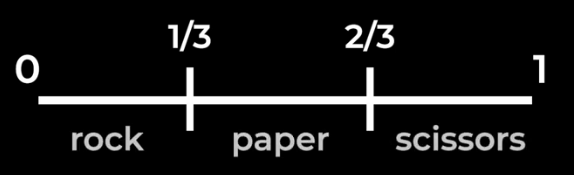 1/3 2/3
0 1
rock paper scissors